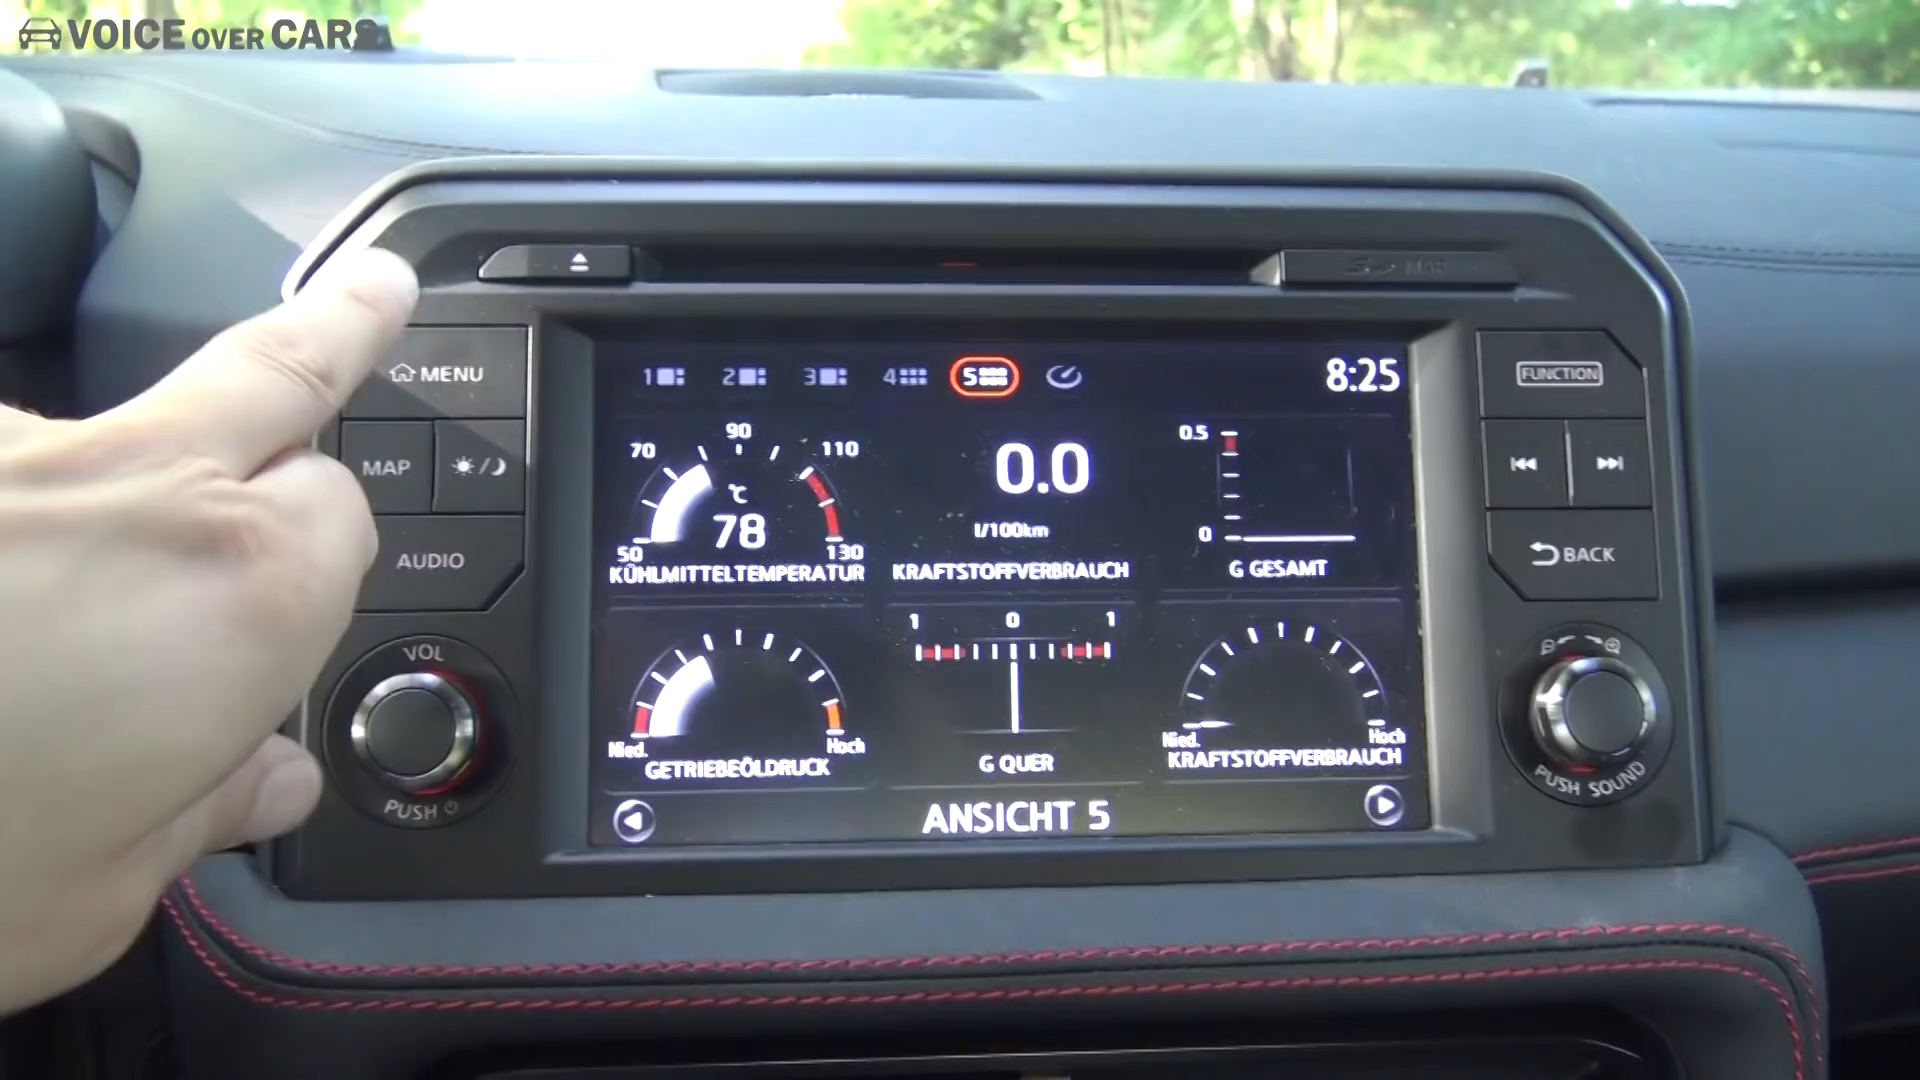 VOICE OVER CARS
MENU
MAP
AUDIO
VOL
PUSH
1 2 3 4 5
8:25
70 90 110
°C
78
50 130
KÜHLMITTELTEMPERATUR
0.0
l/100km
KRAFTSTOFFVERBRAUCH
0.5
0
G GESAMT
Nied. Hoch
GETRIEBEÖLDRUCK
1 0 1
G QUER
Nied. Hoch
KRAFTSTOFFVERBRAUCH
ANSICHT 5
FUNCTION
BACK
PUSH SOUND